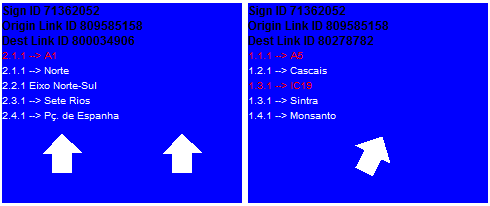 Sign ID 71362052
Origin Link ID 809585158
Dest Link ID 800034906
2.1.1 --> A1
2.1.1 --> Norte
2.2.1 Eixo Norte-Sul
2.3.1 --> Sete Rios
2.4.1 --> Pç. de Espanha
Sign ID 71362052
Origin Link ID 809585158
Dest Link ID 80278782
1.1.1 --> A5
1.2.1 --> Cascais
1.3.1 --> IC19
1.3.1 --> Sintra
1.4.1 --> Monsanto